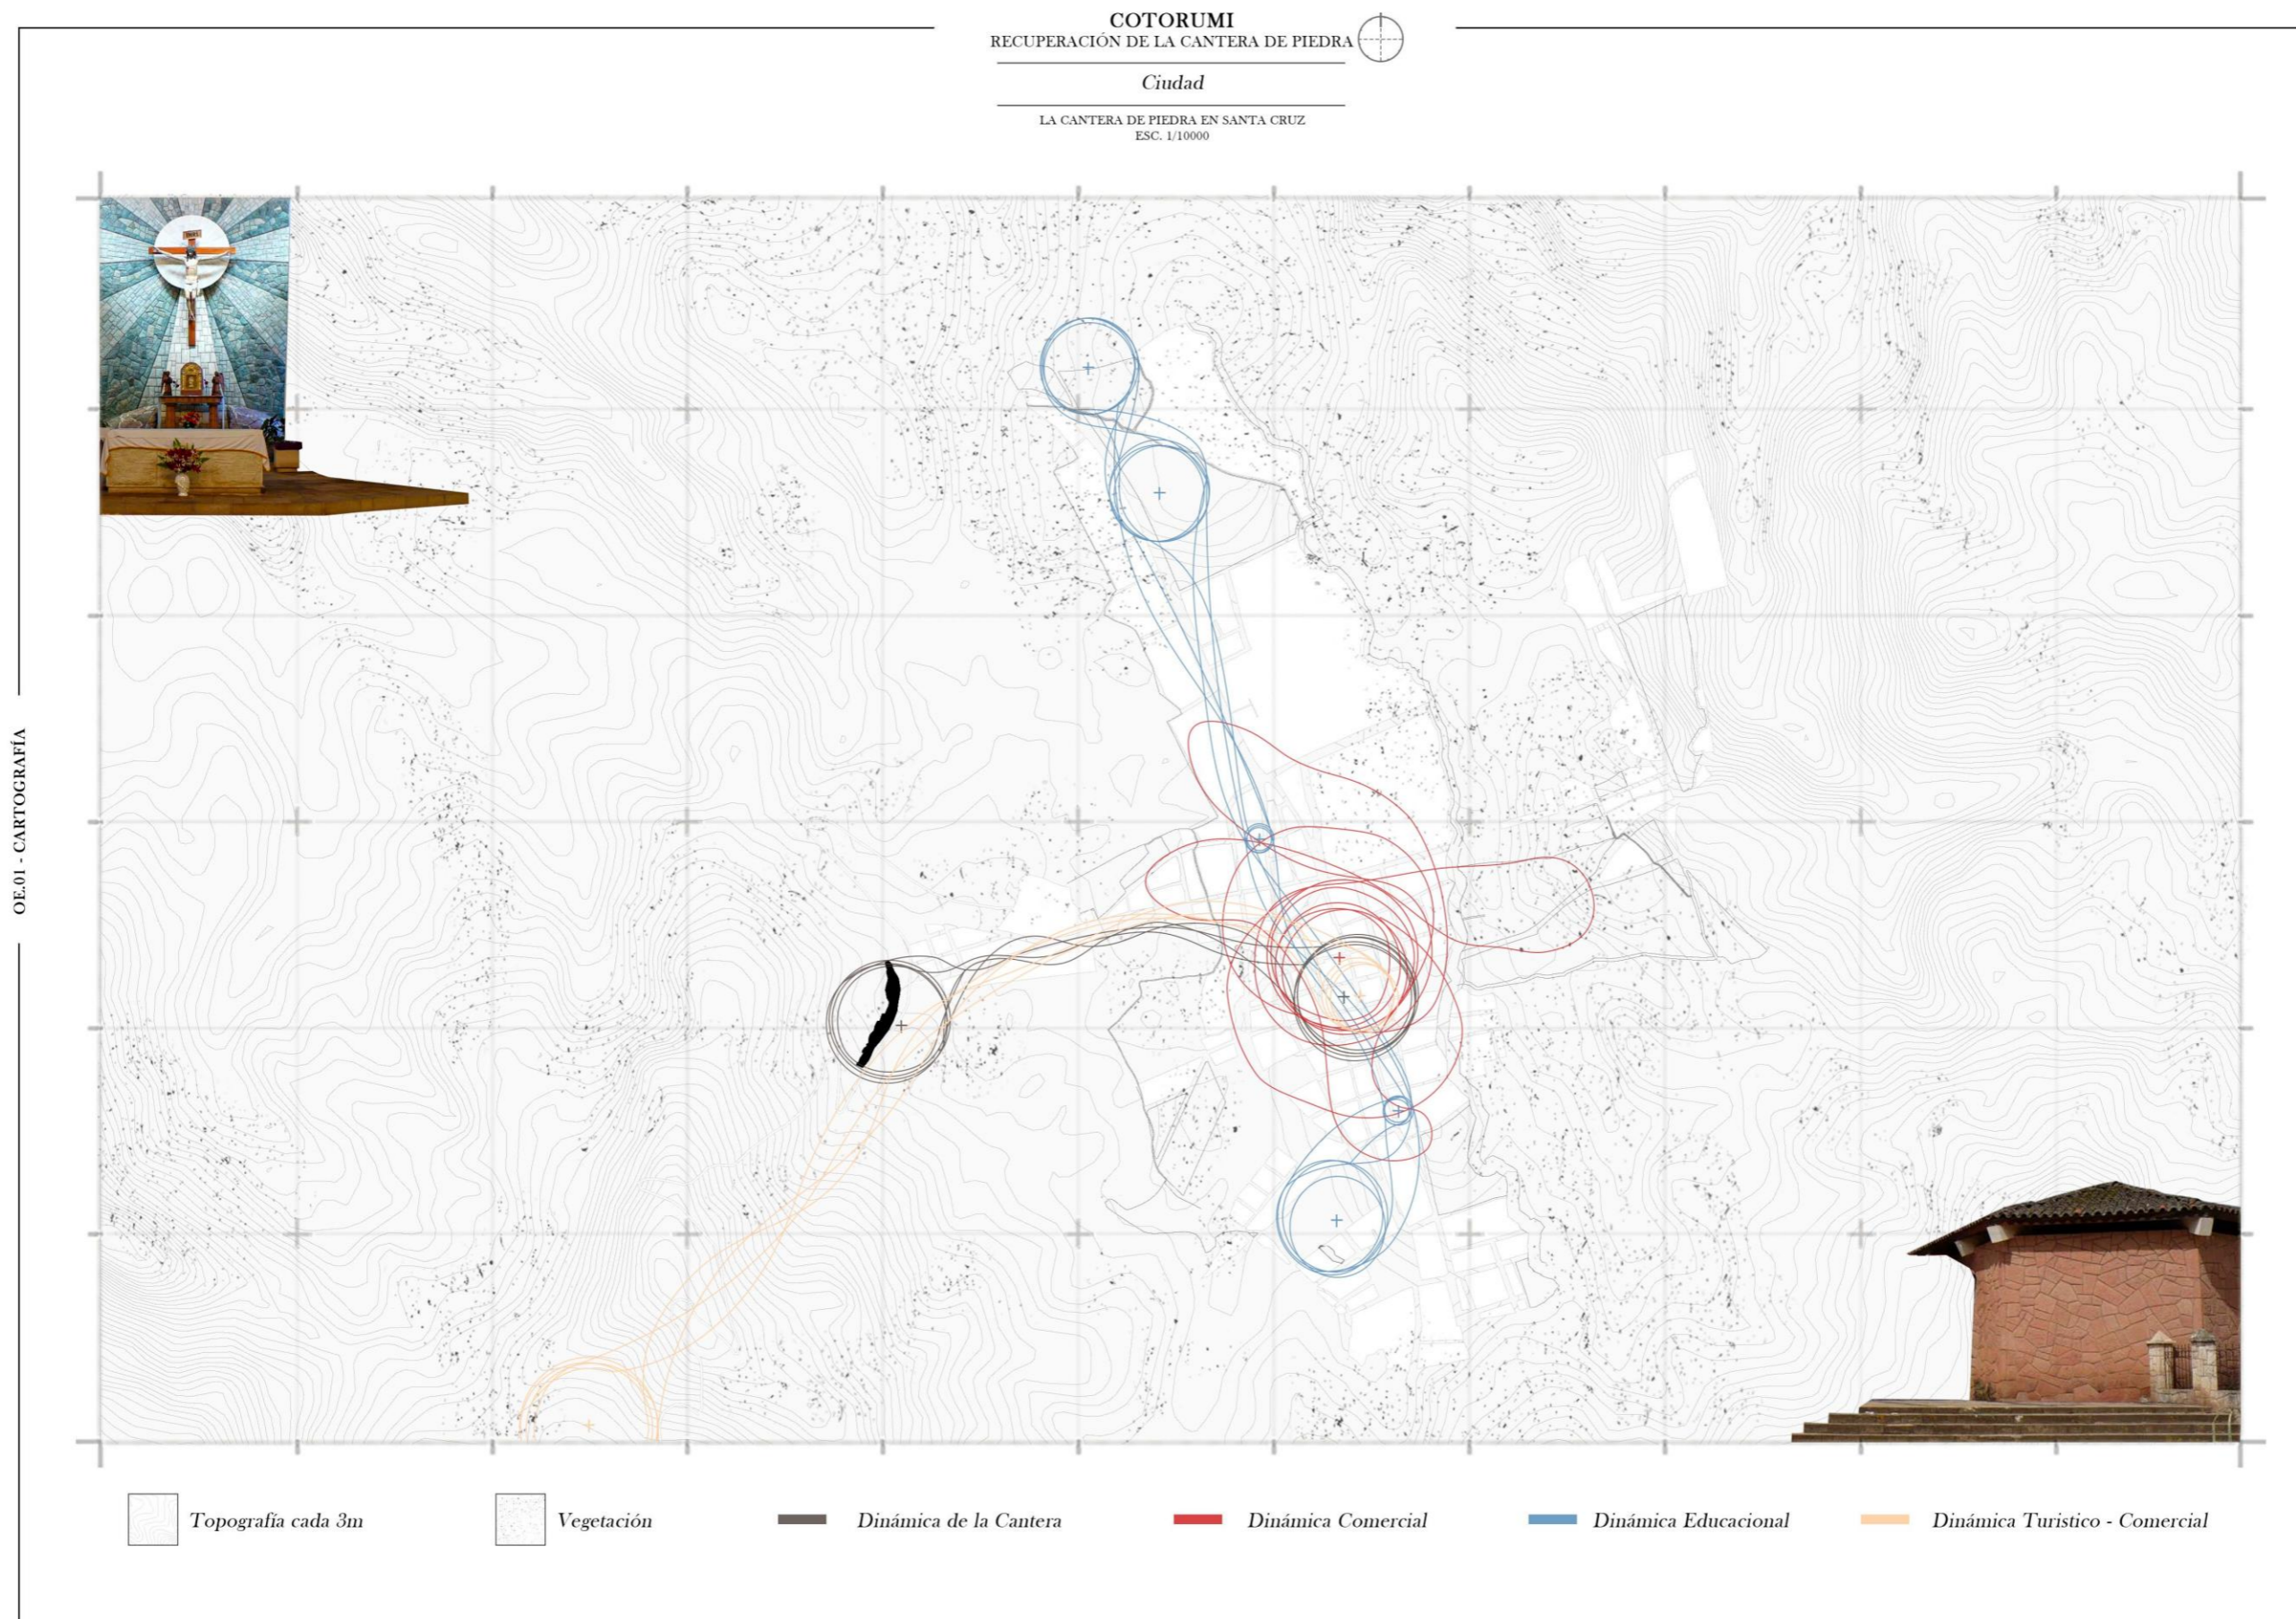 COTORUMI
RECUPERACIÓN DE LA CANTERA DE PIEDRA
Ciudad
LA CANTERA DE PIEDRA EN SANTA CRUZ
ESC. 1/10000
OE.01 - CARTOGRAFÍA
Topografía cada 3m
Vegetación
Dinámica de la Cantera
Dinámica Comercial
Dinámica Educacional
Dinámica Turistico - Comercial